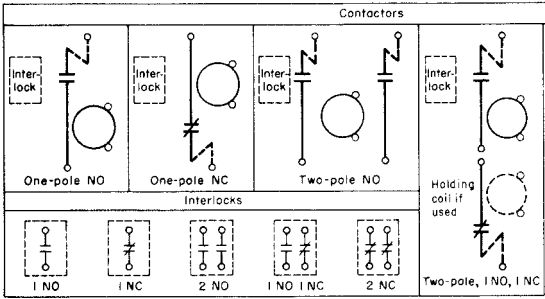 Contactors
Inter-
lock
Inter-
lock
Inter-
lock
Inter-
lock
One-pole NO
One-pole NC
Two-pole NO
Holding
coil if
used
Two-pole, 1 NO, 1 NC
Interlocks
1 NO
1 NC
2 NO
1 NO 1 NC
2 NC